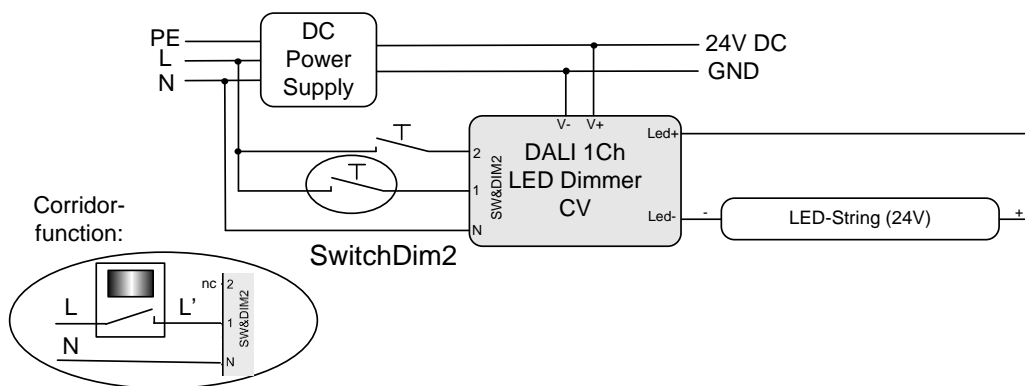 PE
L
N
DC
Power
Supply
24V DC
GND
V-
V+
Led+
Led-
2
1
N
SW&DIM2
DALI 1Ch
LED Dimmer
CV
-
LED-String (24V)
+
SwitchDim2
Corridor-
function:
nc
2
L
L'
1
N
N
SW&DIM2